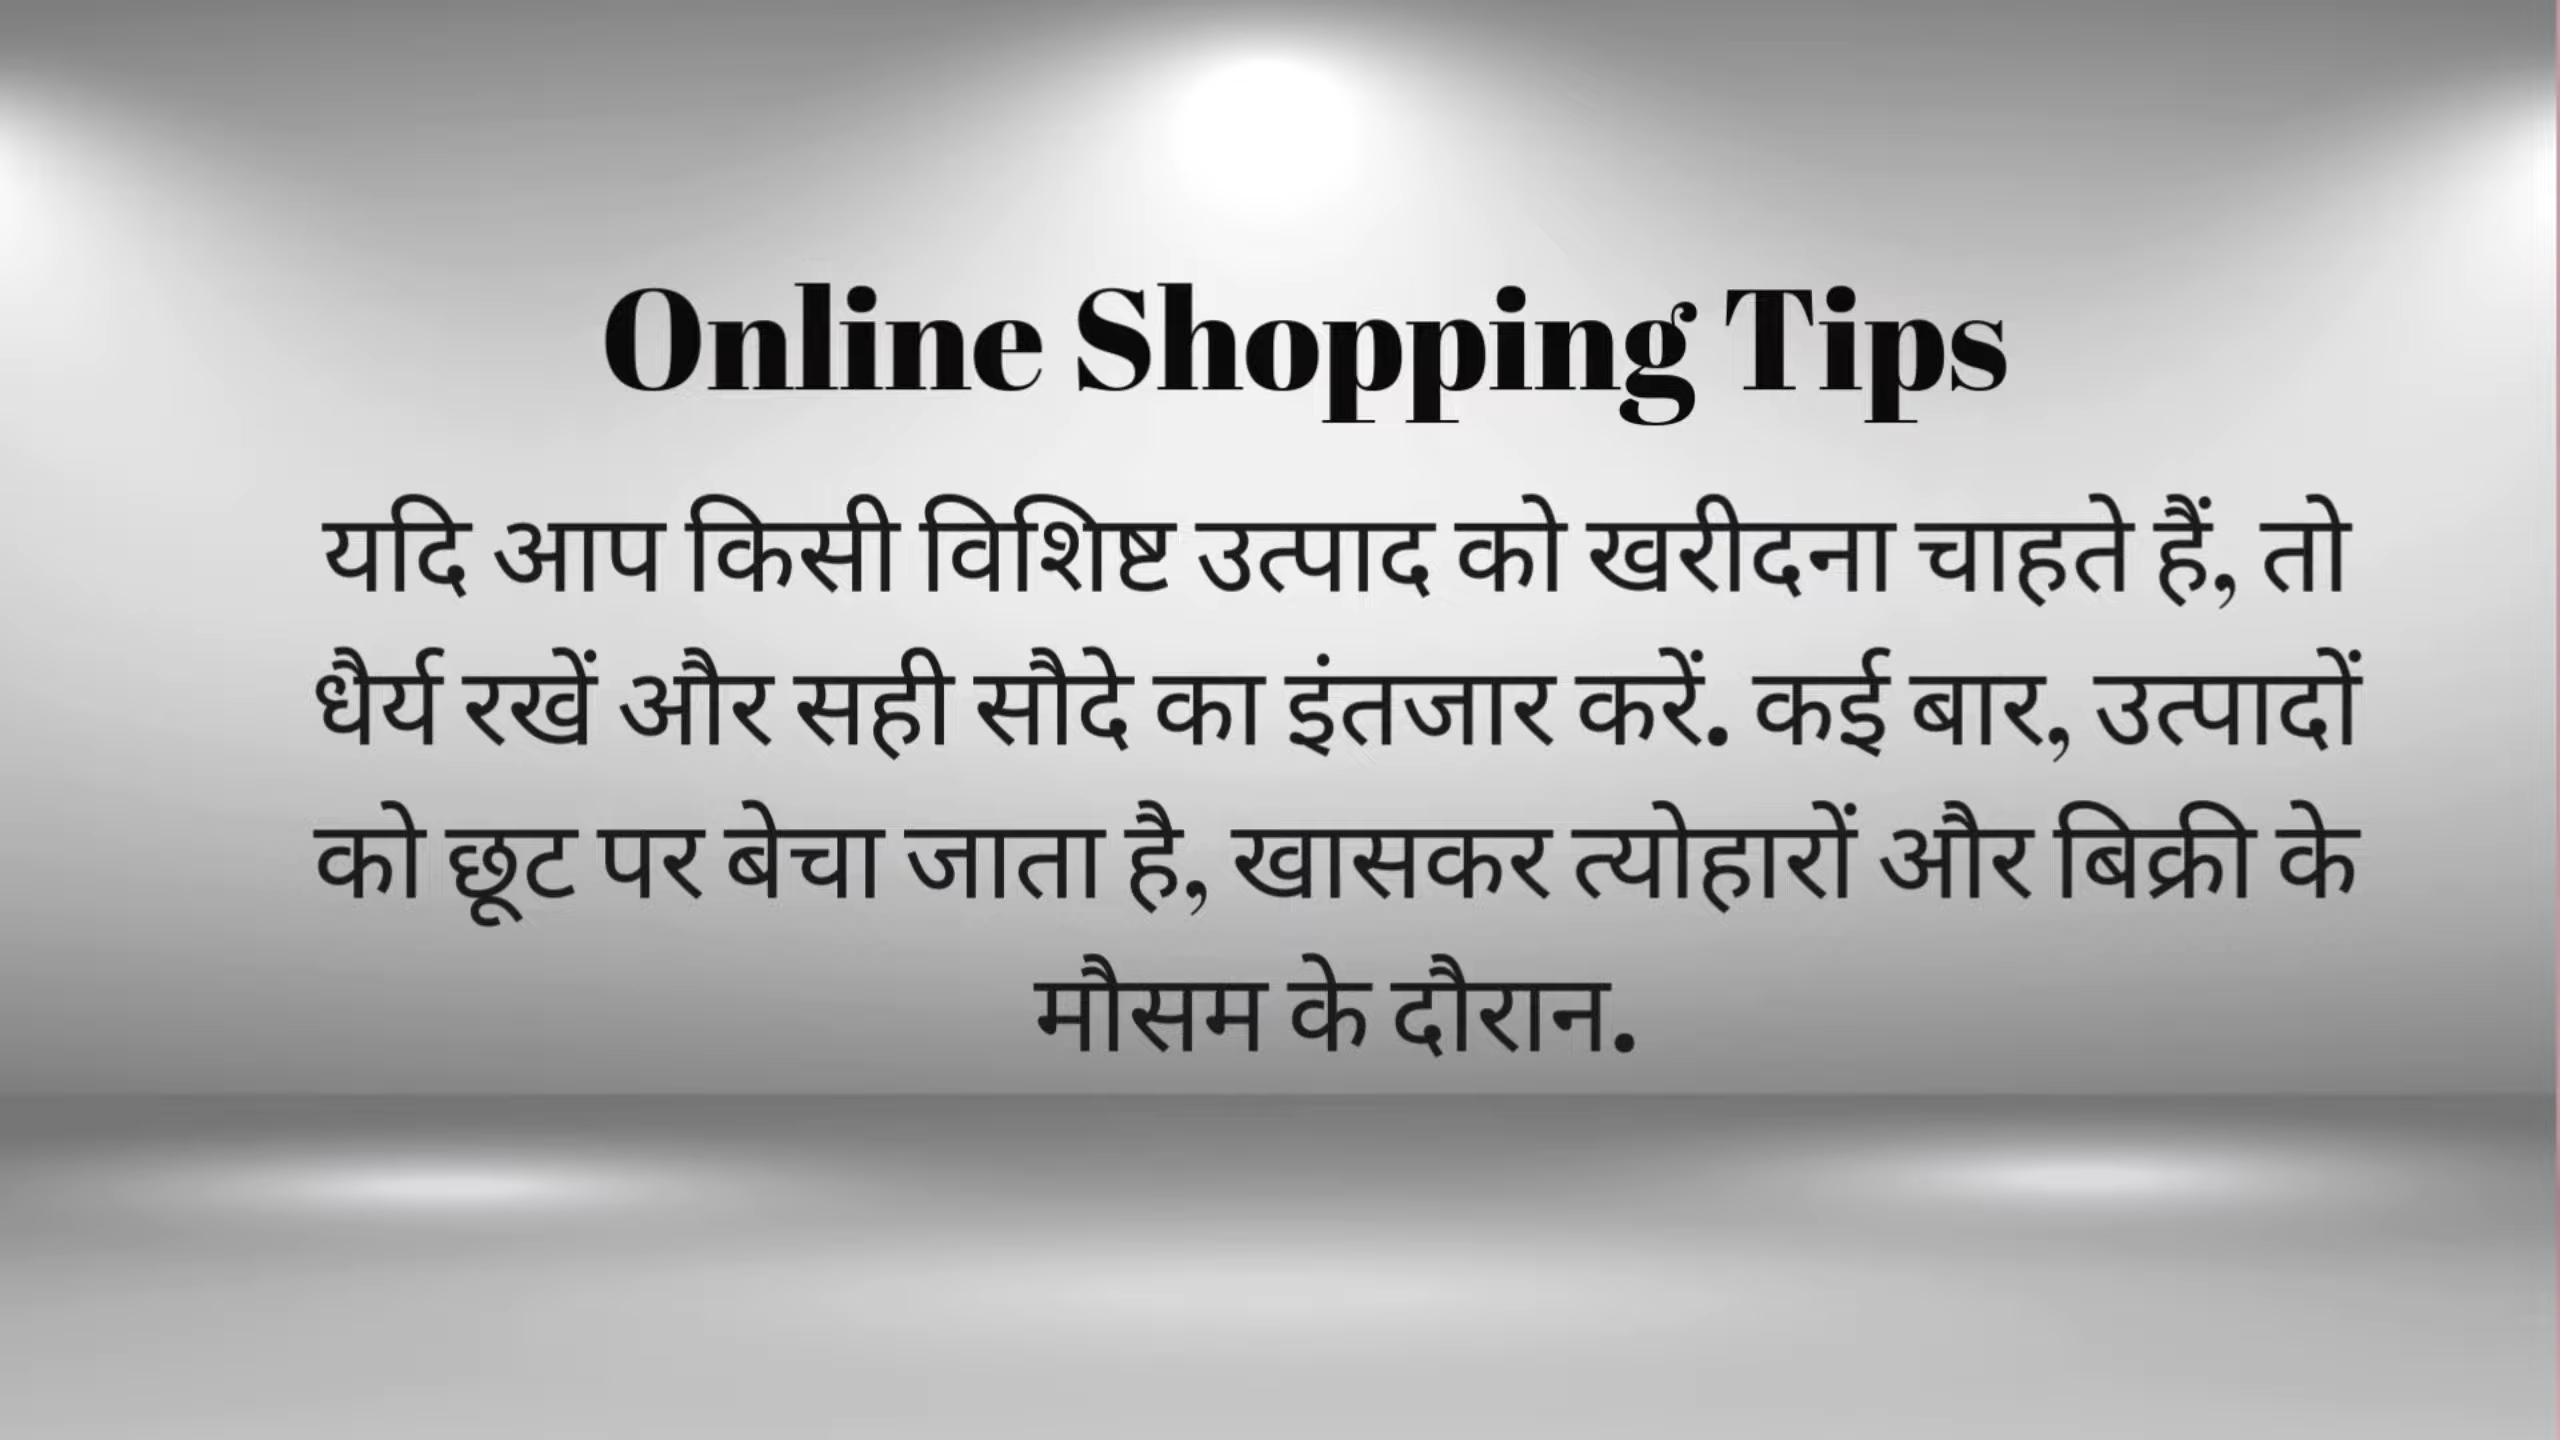 Online Shopping Tips
यदि आप किसी विशिष्ट उत्पाद को खरीदना चाहते हैं, तो
धैर्य रखें और सही सौदे का इंतजार करें. कई बार, उत्पादों
को छूट पर बेचा जाता है, खासकर त्योहारों और बिक्री के
मौसम के दौरान.